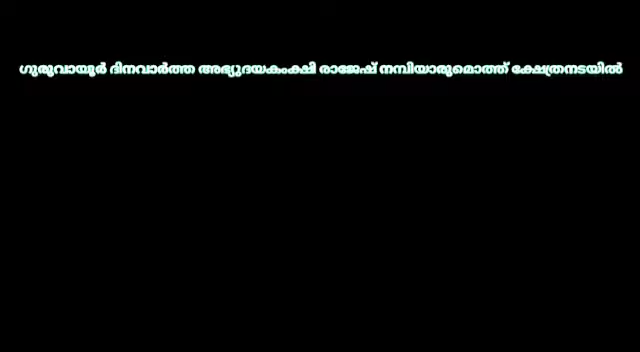 ഗുരുവായൂർ ദിനവാർത്ത അഭ്യുദയകംക്ഷി രാജേഷ് നമ്പിയാരുമൊത്ത് ക്ഷേത്രനടയിൽ